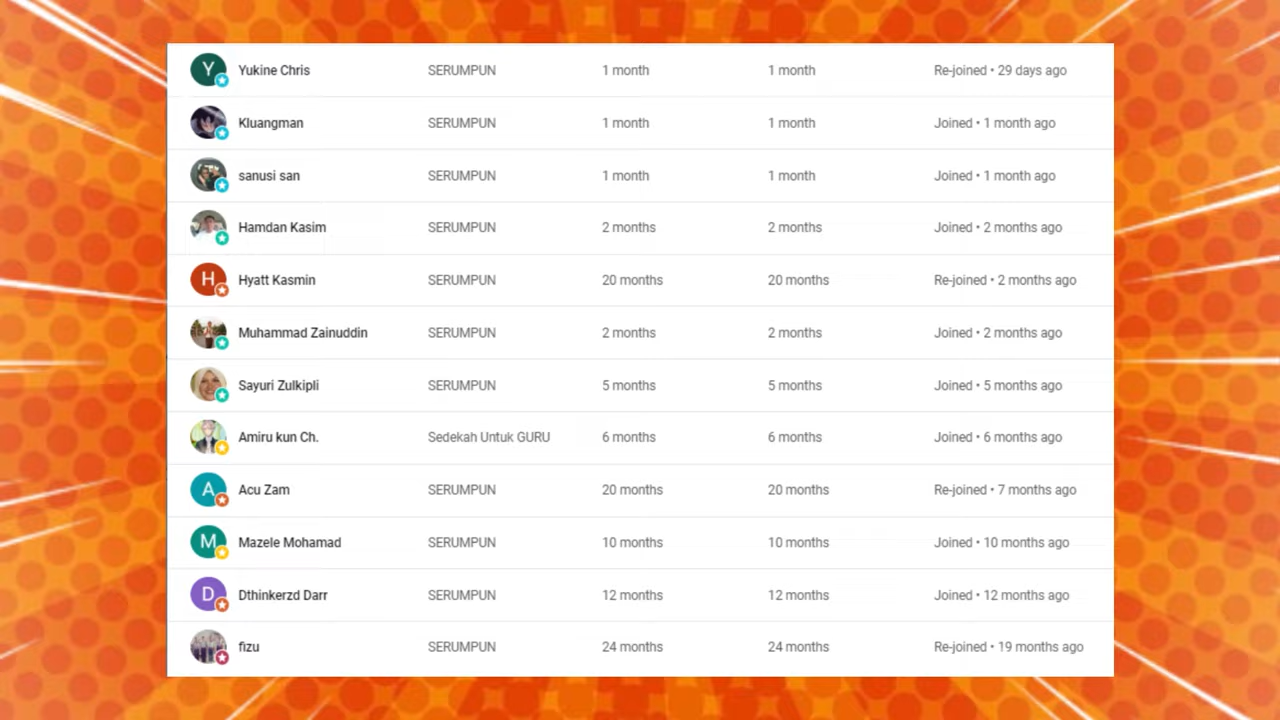 Y Yukine Chris SERUMPUN 1 month 1 month Re-joined • 29 days ago
Kluangman SERUMPUN 1 month 1 month Joined • 1 month ago
sanusi san SERUMPUN 1 month 1 month Joined • 1 month ago
Hamdan Kasim SERUMPUN 2 months 2 months Joined • 2 months ago
H Hyatt Kasmin SERUMPUN 20 months 20 months Re-joined • 2 months ago
Muhammad Zainuddin SERUMPUN 2 months 2 months Joined • 2 months ago
Sayuri Zulkipli SERUMPUN 5 months 5 months Joined • 5 months ago
Amiru kun Ch. Sedekah Untuk GURU 6 months 6 months Joined • 6 months ago
A Acu Zam SERUMPUN 20 months 20 months Re-joined • 7 months ago
M Mazele Mohamad SERUMPUN 10 months 10 months Joined • 10 months ago
D Dthinkerzd Darr SERUMPUN 12 months 12 months Joined • 12 months ago
fizu SERUMPUN 24 months 24 months Re-joined • 19 months ago